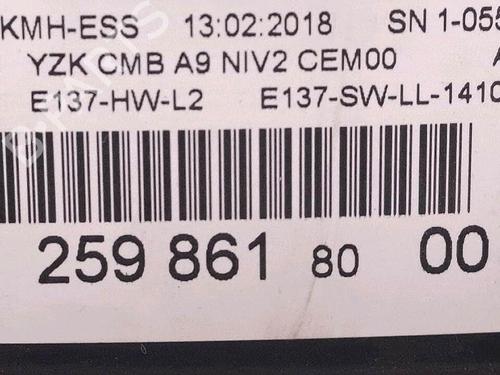 KMH-ESS 13:02:2018 SN 1-055
YZK CMB A9 NIV2 CEM00 A
E137-HW-L2 E137-SW-LL-1410
259 861 80 00